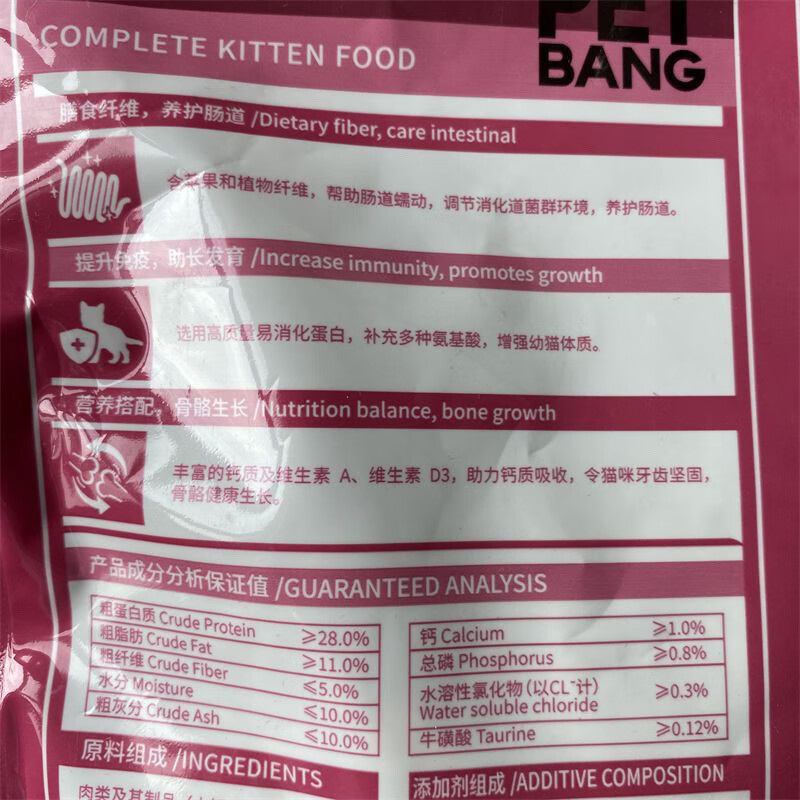 COMPLETE KITTEN FOOD
PET
BANG
膳食纤维，养护肠道 /Dietary fiber, care intestinal
含苹果和植物纤维，帮助肠道蠕动，调节消化道菌群环境，养护肠道。
提升免疫，助长发育 /Increase immunity, promotes growth
选用高质量易消化蛋白，补充多种氨基酸，增强幼猫体质。
营养搭配，骨骼生长 /Nutrition balance, bone growth
丰富的钙质及维生素 A、维生素 D3，助力钙质吸收，令猫咪牙齿坚固，
骨骼健康生长。
产品成分分析保证值 /GUARANTEED ANALYSIS
粗蛋白质 Crude Protein ≥28.0%
粗脂肪 Crude Fat ≥11.0%
粗纤维 Crude Fiber ≤5.0%
水分 Moisture ≤10.0%
粗灰分 Crude Ash ≤10.0%
钙 Calcium ≥1.0%
总磷 Phosphorus ≥0.8%
水溶性氯化物（以CL⁻计） ≥0.3%
Water soluble chloride
牛磺酸 Taurine ≥0.12%
原料组成 /INGREDIENTS
肉类及其制品
添加剂组成 /ADDITIVE COMPOSITION